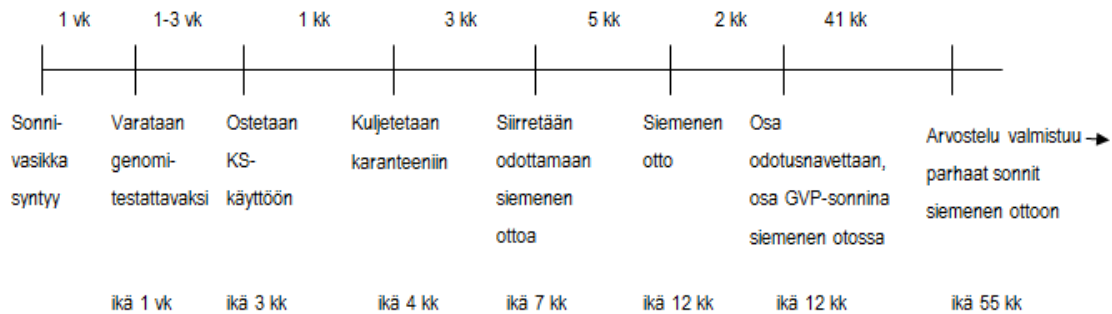 1 vk 1-3 vk 1 kk 3 kk 5 kk 2 kk 41 kk
Sonni-
vasikka
syntyy
Varataan
genomi-
testattavaksi
Ostetaan
KS-
käyttöön
Kuljetetaan
karanteeniin
Siirretään
odottamaan
siemenen
ottoa
Siemenen
otto
Osa
odotusnavettaan,
osa GVP-sonnina
siemenen otossa
Arvostelu valmistuu
parhaat sonnit
siemenen ottoon
ikä 1 vk ikä 3 kk ikä 4 kk ikä 7 kk ikä 12 kk ikä 12 kk ikä 55 kk